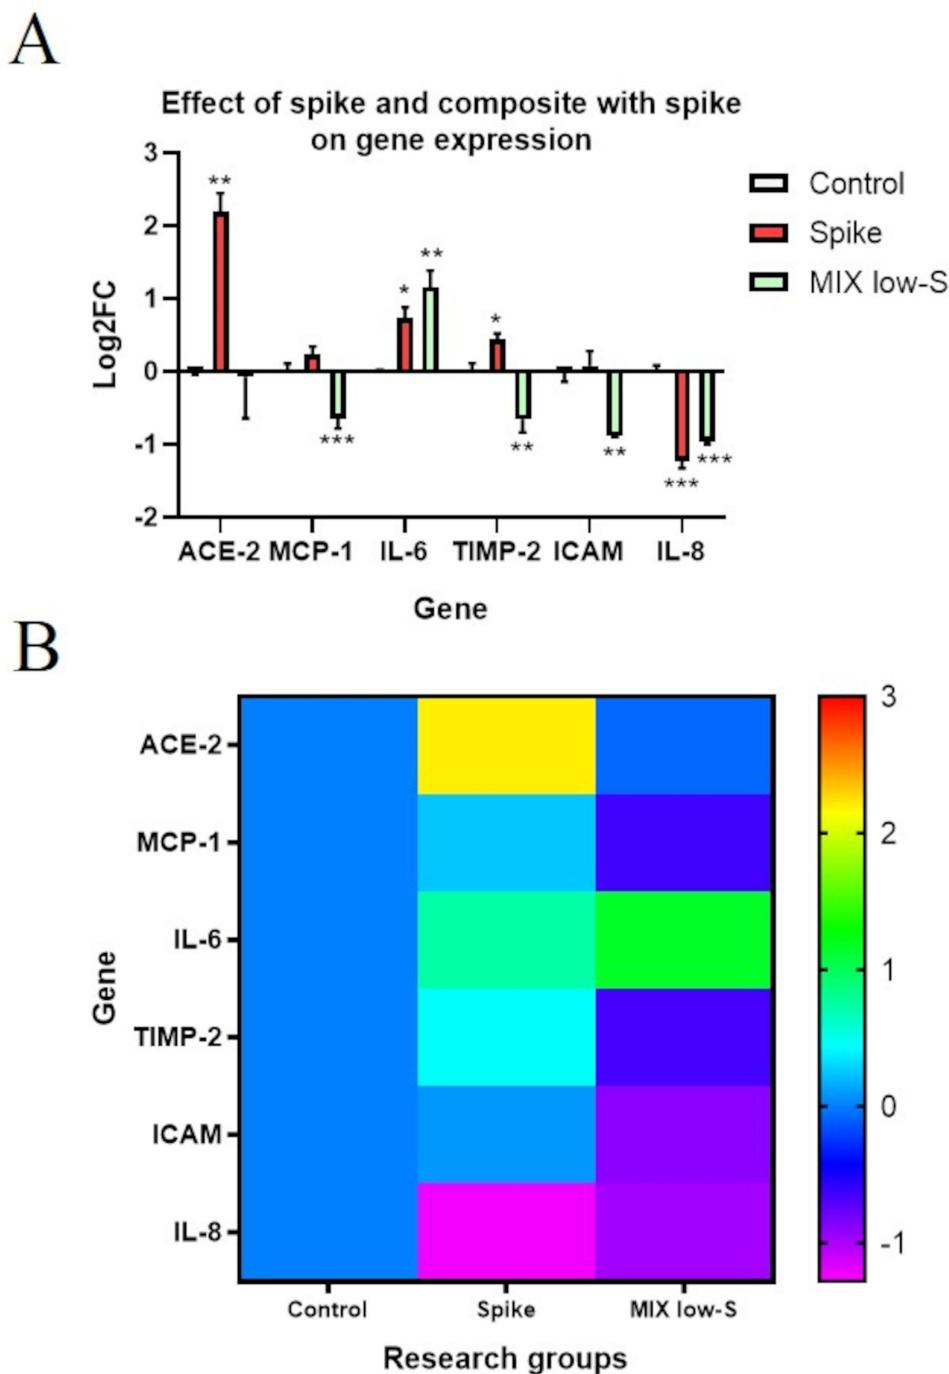 A
Effect of spike and composite with spike
on gene expression
3
2
1
0
-1
-2
Log2FC
**
***
*
**
*
**
**
***
***
ACE-2 MCP-1 IL-6 TIMP-2 ICAM IL-8
Gene
Control
Spike
MIX low-S
B
ACE-2
MCP-1
IL-6
TIMP-2
ICAM
IL-8
Gene
Control Spike MIX low-S
Research groups
3
2
1
0
-1